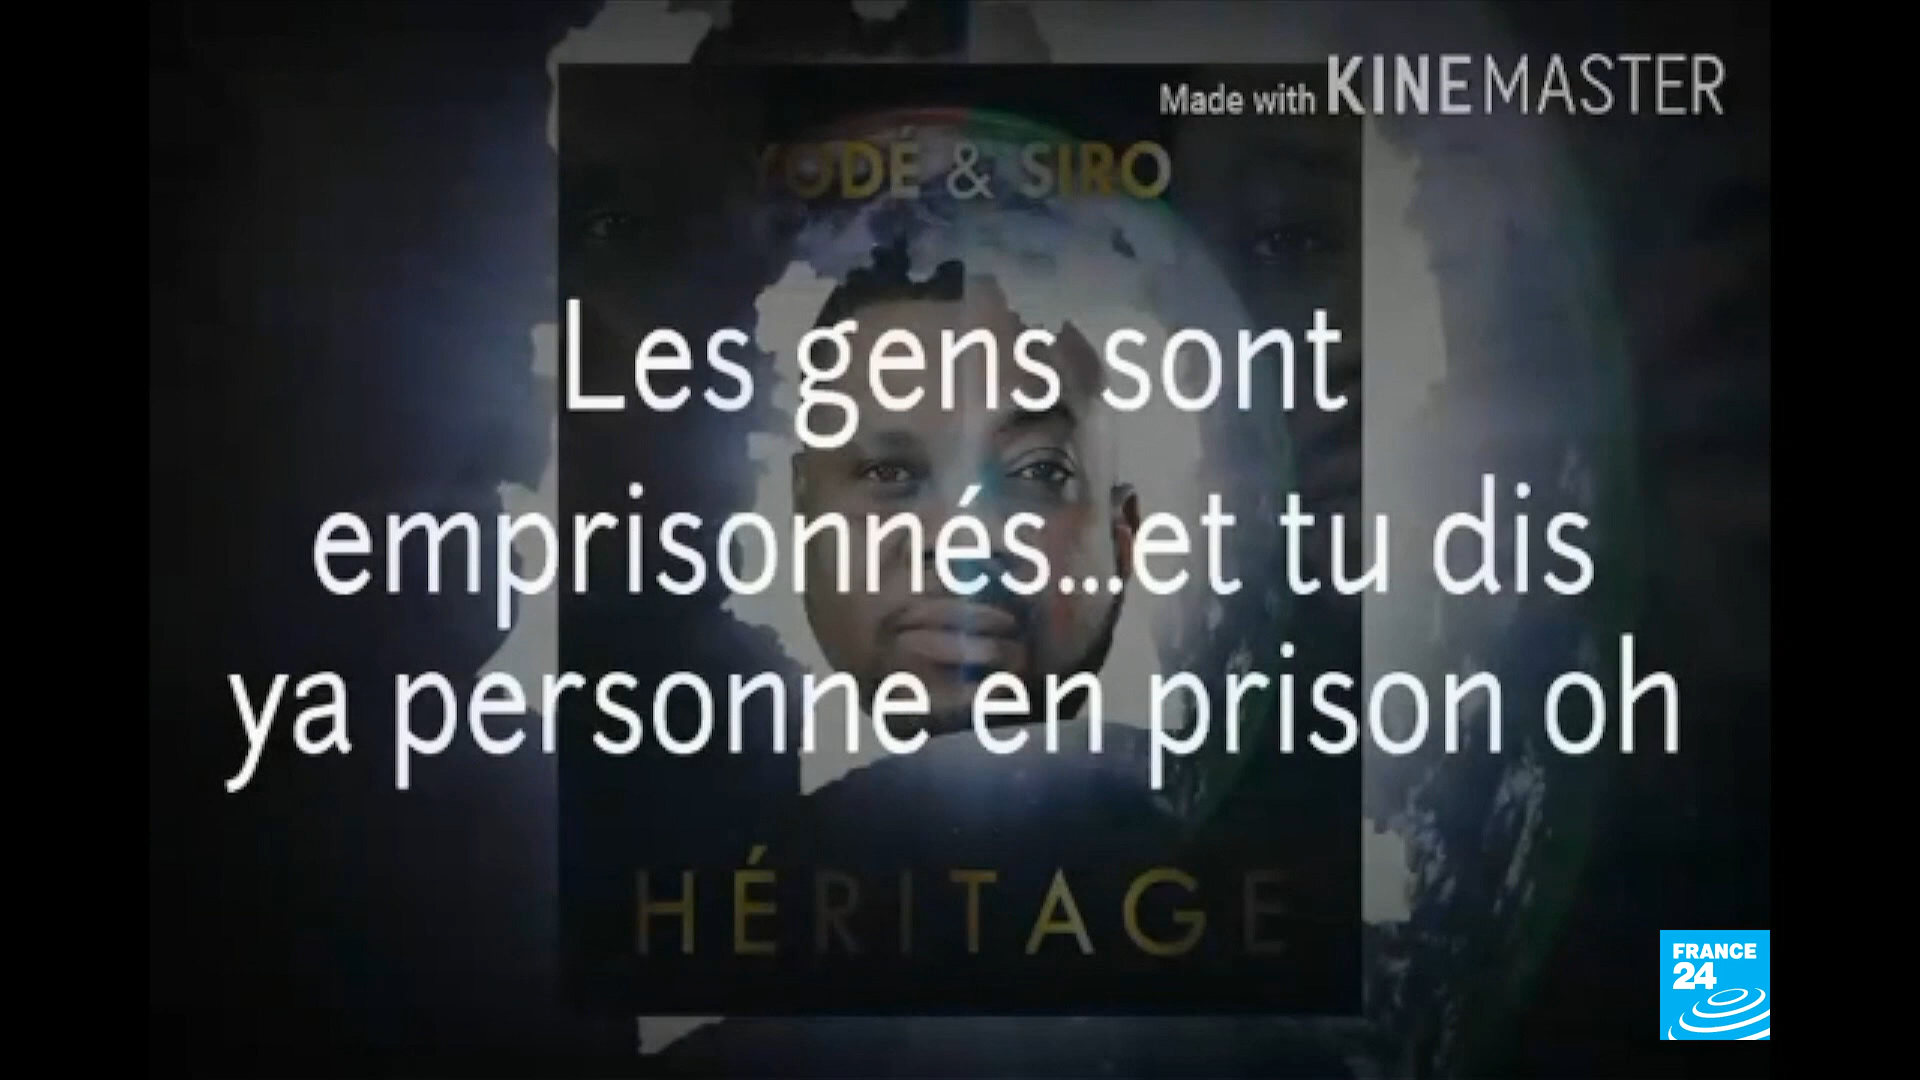 Made with KINEMASTER
YODÉ & SIRO
Les gens sont
emprisonnés...et tu dis
ya personne en prison oh
HÉRITAGE
FRANCE
24